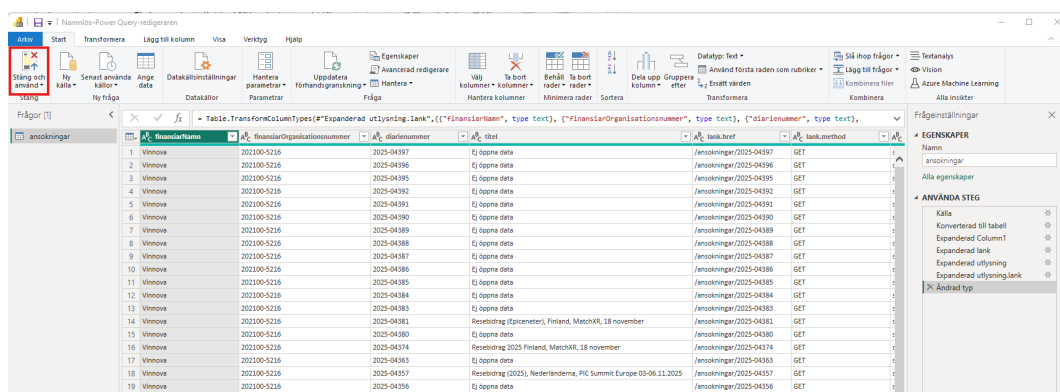 Namnlös–Power Query-redigeraren
Arkiv Start Transformera Lägg till kolumn Visa Verktyg Hjälp
Stäng och använd
Ny källa
Senast använda källor
Ange data
Datakällsinställningar
Hantera parametrar
Uppdatera förhandsgranskning
Egenskaper
Avancerad redigerare
Hantera
Välj kolumner
Ta bort kolumner
Behåll rader
Ta bort rader
Dela upp kolumn
Gruppera efter
Datatyp: Text
Använd första raden som rubriker
Ersätt värden
Slå ihop frågor
Lägg till frågor
Kombinera filer
Textanalys
Vision
Azure Machine Learning
Stäng Ny fråga Datakällor Parametrar Fråga Hantera kolumner Minimera rader Sortera Transformera Kombinera Alla insikter
Frågor [1]
ansokningar
= Table.TransformColumnTypes(#"Expanderad utlysning.lank",{{"finansiarNamn", type text}, {"finansiarOrganisationsnummer", type text}, {"diarienummer", type text},
finansiarNamn finansiarOrganisationsnummer diarienummer titel lank.href lank.method
1 Vinnova 202100-5216 2025-04397 Ej öppna data /ansokningar/2025-04397 GET
2 Vinnova 202100-5216 2025-04396 Ej öppna data /ansokningar/2025-04396 GET
3 Vinnova 202100-5216 2025-04395 Ej öppna data /ansokningar/2025-04395 GET
4 Vinnova 202100-5216 2025-04392 Ej öppna data /ansokningar/2025-04392 GET
5 Vinnova 202100-5216 2025-04391 Ej öppna data /ansokningar/2025-04391 GET
6 Vinnova 202100-5216 2025-04390 Ej öppna data /ansokningar/2025-04390 GET
7 Vinnova 202100-5216 2025-04389 Ej öppna data /ansokningar/2025-04389 GET
8 Vinnova 202100-5216 2025-04388 Ej öppna data /ansokningar/2025-04388 GET
9 Vinnova 202100-5216 2025-04387 Ej öppna data /ansokningar/2025-04387 GET
10 Vinnova 202100-5216 2025-04386 Ej öppna data /ansokningar/2025-04386 GET
11 Vinnova 202100-5216 2025-04385 Ej öppna data /ansokningar/2025-04385 GET
12 Vinnova 202100-5216 2025-04384 Ej öppna data /ansokningar/2025-04384 GET
13 Vinnova 202100-5216 2025-04383 Ej öppna data /ansokningar/2025-04383 GET
14 Vinnova 202100-5216 2025-04381 Resebidrag (Epiceneter), Finland, MatchXR, 18 november /ansokningar/2025-04381 GET
15 Vinnova 202100-5216 2025-04380 Ej öppna data /ansokningar/2025-04380 GET
16 Vinnova 202100-5216 2025-04374 Resebidrag 2025 Finland, MatchXR, 18 november /ansokningar/2025-04374 GET
17 Vinnova 202100-5216 2025-04363 Ej öppna data /ansokningar/2025-04363 GET
18 Vinnova 202100-5216 2025-04357 Resebidrag (2025), Nederländerna, PIC Summit Europe 03-06.11.2025 /ansokningar/2025-04357 GET
19 Vinnova 202100-5216 2025-04356 Ej öppna data /ansokningar/2025-04356 GET
Frågeinställningar
EGENSKAPER
Namn
ansokningar
Alla egenskaper
ANVÄNDA STEG
Källa
Konverterad till tabell
Expanderad Column1
Expanderad lank
Expanderad utlysning
Expanderad utlysning.lank
Ändrad typ